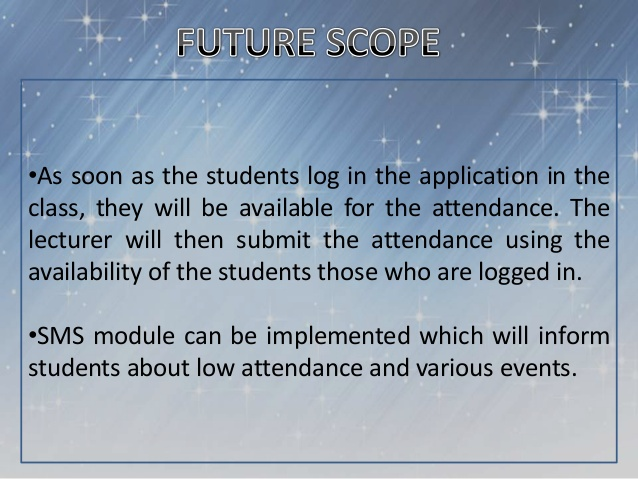 FUTURE SCOPE
•As soon as the students log in the application in the
class, they will be available for the attendance. The
lecturer will then submit the attendance using the
availability of the students those who are logged in.
•SMS module can be implemented which will inform
students about low attendance and various events.